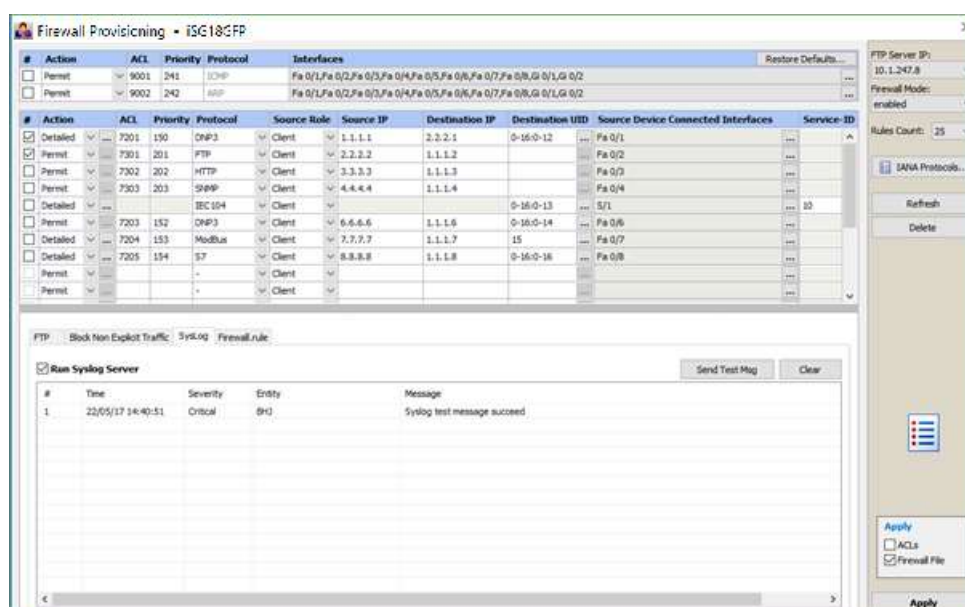 Firewall Provisioning - iSG18GFP
# Action ACL Priority Protocol Interfaces Restore Defaults...
Permit 9001 241 ICMP Fa 0/1,Fa 0/2,Fa 0/3,Fa 0/4,Fa 0/5,Fa 0/6,Fa 0/7,Fa 0/8,Gi 0/1,Gi 0/2 ...
Permit 9002 242 ARP Fa 0/1,Fa 0/2,Fa 0/3,Fa 0/4,Fa 0/5,Fa 0/6,Fa 0/7,Fa 0/8,Gi 0/1,Gi 0/2 ...
# Action ACL Priority Protocol Source Role Source IP Destination IP Destination UID Source Device Connected Interfaces Service-ID
Detailed ... 7201 150 DNP3 Client 1.1.1.1 2.2.2.1 0-16:0-12 ... Fa 0/1 ...
Permit ... 7301 201 FTP Client 2.2.2.2 1.1.1.2 ... Fa 0/2 ...
Permit ... 7302 202 HTTP Client 3.3.3.3 1.1.1.3 ... Fa 0/3 ...
Permit ... 7303 203 SNMP Client 4.4.4.4 1.1.1.4 ... Fa 0/4 ...
Detailed ... IEC104 Client 0-16:0-13 ... S/1 ... 10
Permit ... 7203 152 DNP3 Client 6.6.6.6 1.1.1.6 0-16:0-14 ... Fa 0/6 ...
Detailed ... 7204 153 ModBus Client 7.7.7.7 1.1.1.7 15 ... Fa 0/7 ...
Detailed ... 7205 154 S7 Client 8.8.8.8 1.1.1.8 0-16:0-16 ... Fa 0/8 ...
Permit ... - Client ... ...
Permit ... - Client ... ...
FTP Block Non Explicit Traffic SysLog Firewall.rule
Run Syslog Server Send Test Msg Clear
# Time Severity Entity Message
1 22/05/17 14:40:51 Critical BHJ Syslog test message succeed
FTP Server IP:
10.1.247.8
Firewall Mode:
enabled
Rules Count: 25
IANA Protocols...
Refresh
Delete
Apply
ACLs
Firewall File
Apply